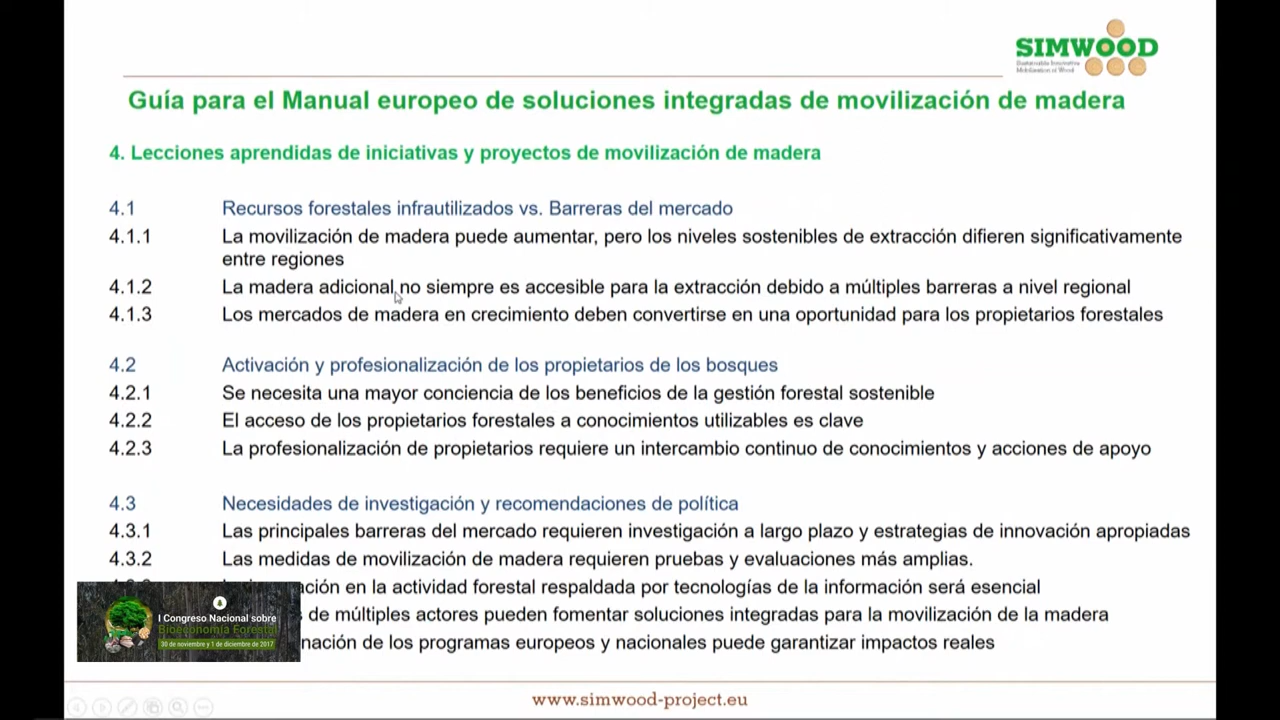 SIMWOOD
Sustainable Innovative
Mobilisation of Wood
Guía para el Manual europeo de soluciones integradas de movilización de madera
4. Lecciones aprendidas de iniciativas y proyectos de movilización de madera
4.1 Recursos forestales infrautilizados vs. Barreras del mercado
4.1.1 La movilización de madera puede aumentar, pero los niveles sostenibles de extracción difieren significativamente
entre regiones
4.1.2 La madera adicional no siempre es accesible para la extracción debido a múltiples barreras a nivel regional
4.1.3 Los mercados de madera en crecimiento deben convertirse en una oportunidad para los propietarios forestales
4.2 Activación y profesionalización de los propietarios de los bosques
4.2.1 Se necesita una mayor conciencia de los beneficios de la gestión forestal sostenible
4.2.2 El acceso de los propietarios forestales a conocimientos utilizables es clave
4.2.3 La profesionalización de propietarios requiere un intercambio continuo de conocimientos y acciones de apoyo
4.3 Necesidades de investigación y recomendaciones de política
4.3.1 Las principales barreras del mercado requieren investigación a largo plazo y estrategias de innovación apropiadas
4.3.2 Las medidas de movilización de madera requieren pruebas y evaluaciones más amplias.
en la actividad forestal respaldada por tecnologías de la información será esencial
de múltiples actores pueden fomentar soluciones integradas para la movilización de la madera
de los programas europeos y nacionales puede garantizar impactos reales
I Congreso Nacional sobre
Bioeconomía Forestal
30 de noviembre y 1 de diciembre de 2017
www.simwood-project.eu